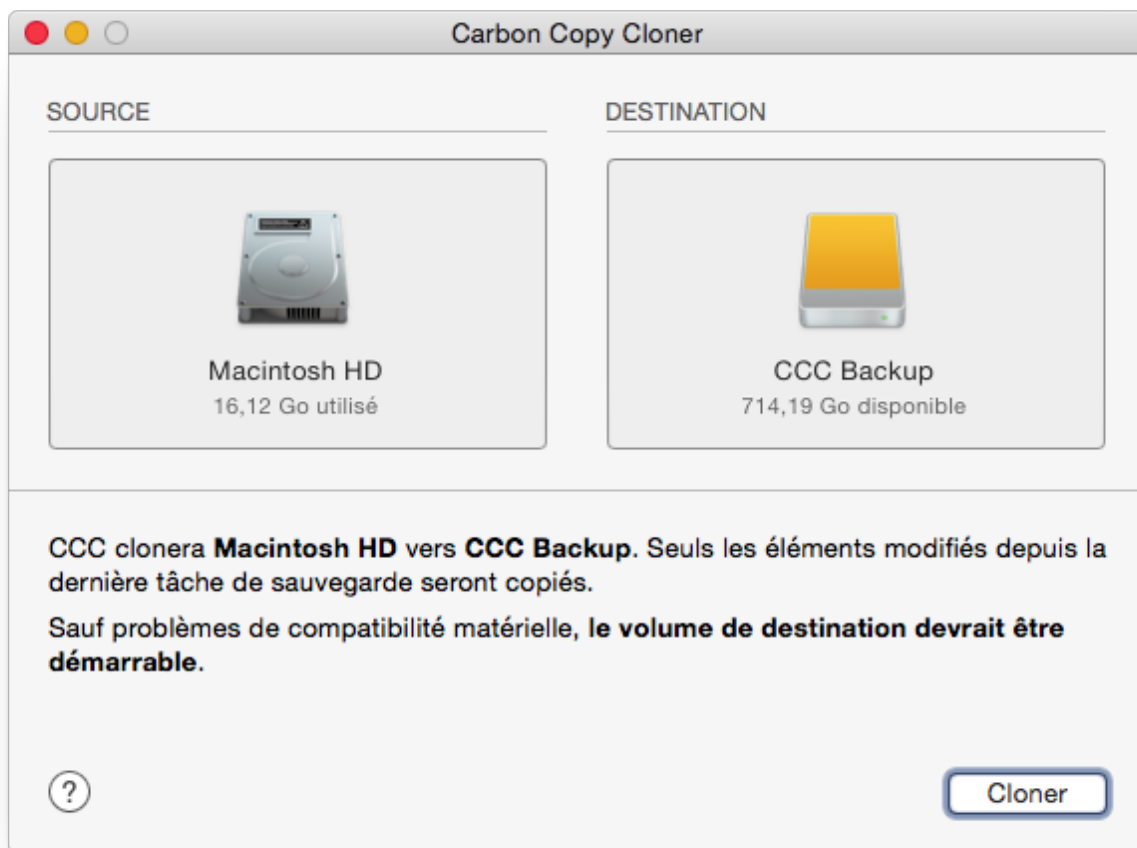 Carbon Copy Cloner
SOURCE
DESTINATION
Macintosh HD
16,12 Go utilisé
CCC Backup
714,19 Go disponible
CCC clonera Macintosh HD vers CCC Backup. Seuls les éléments modifiés depuis la
dernière tâche de sauvegarde seront copiés.
Sauf problèmes de compatibilité matérielle, le volume de destination devrait être
démarrable.
?
Cloner